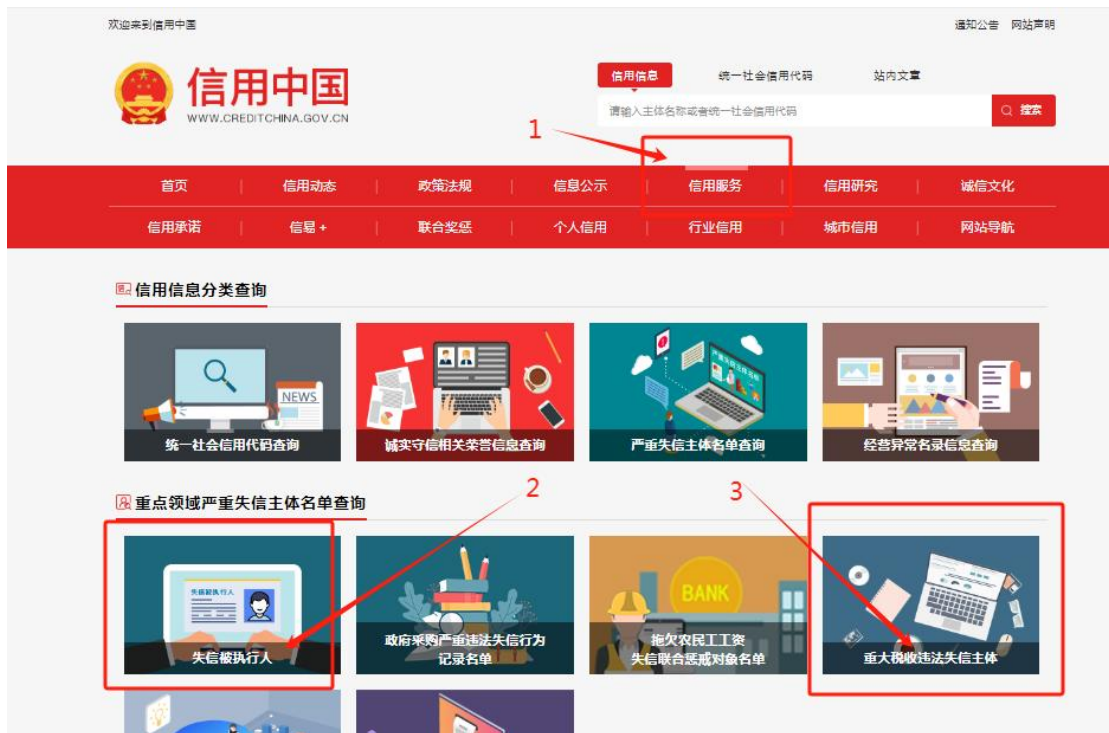 欢迎来到信用中国
通知公告 网站声明
信用中国
WWW.CREDITCHINA.GOV.CN
信用信息 统一社会信用代码 站内文章
请输入主体名称或者统一社会信用代码
搜索
1
首页 信用动态 政策法规 信息公示 信用服务 信用研究 诚信文化
信用承诺 信易+ 联合奖惩 个人信用 行业信用 城市信用 网站导航
信用信息分类查询
NEWS
严重失信主体名单
统一社会信用代码查询
诚实守信相关荣誉信息查询
严重失信主体名单查询
经营异常名录信息查询
2
3
重点领域严重失信主体名单查询
失信被执行人
BANK
失信被执行人
政府采购严重违法失信行为
记录名单
拖欠农民工工资
失信联合惩戒对象名单
重大税收违法失信主体